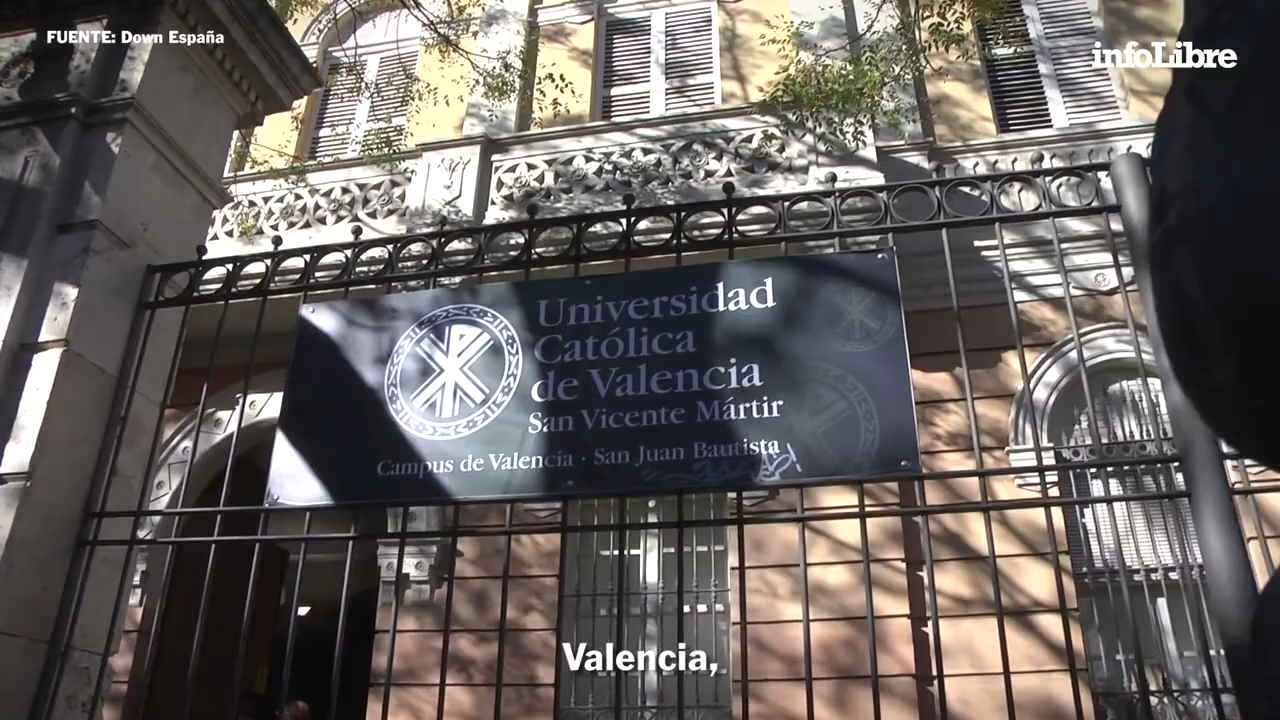 FUENTE: Down España
infoLibre
Universidad
Católica
de Valencia
San Vicente Mártir
Campus de Valencia · San Juan Bautista
Valencia,